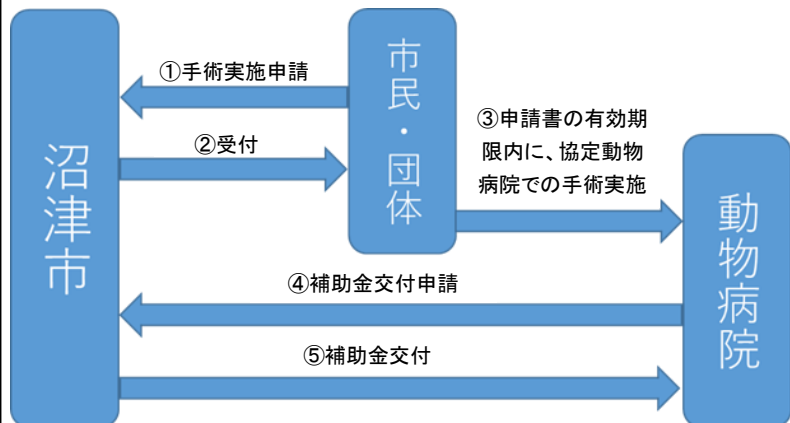 沼津市
①手術実施申請
②受付
市民・団体
③申請書の有効期
限内に、協定動物
病院での手術実施
動物病院
④補助金交付申請
⑤補助金交付